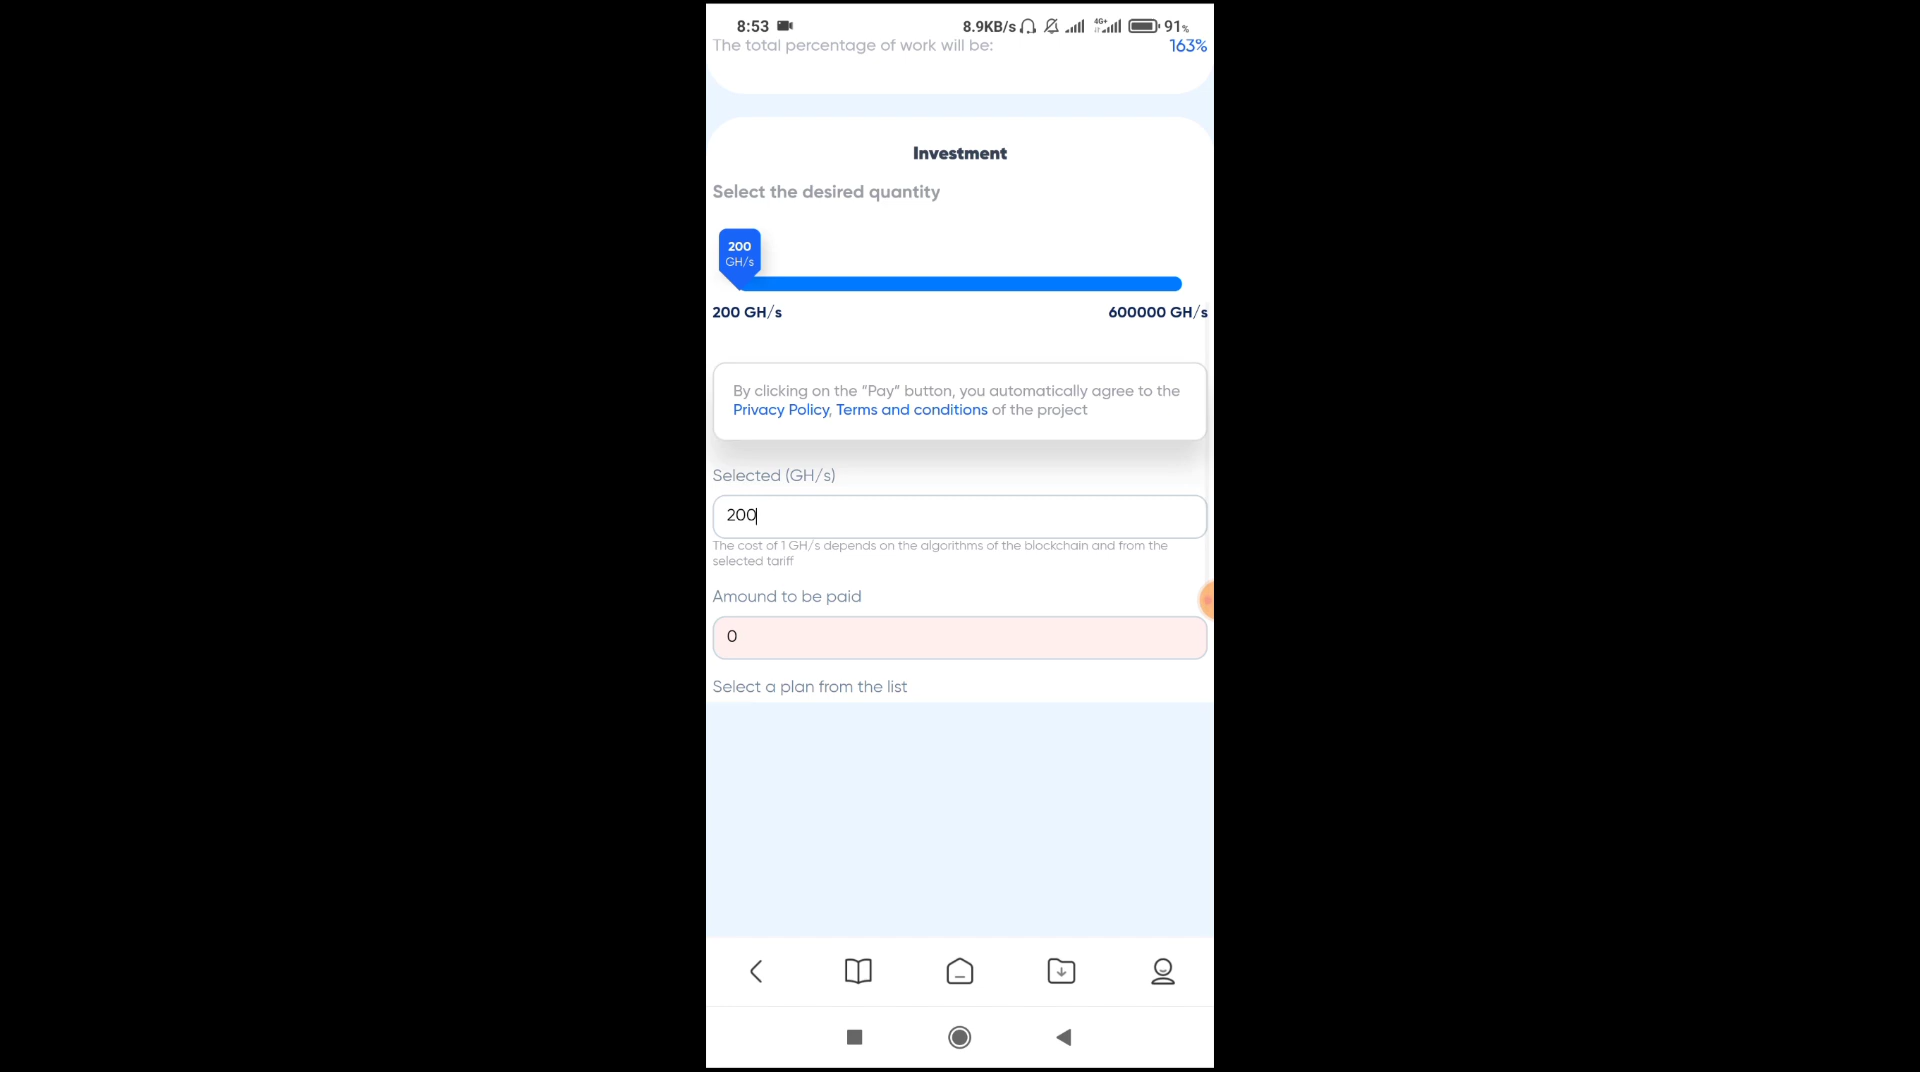 8:53 8.9KB/s 4G+ 91%
The total percentage of work will be: 163%
Investment
Select the desired quantity
200
GH/s
200 GH/s 600000 GH/s
By clicking on the “Pay” button, you automatically agree to the
Privacy Policy, Terms and conditions of the project
Selected (GH/s)
200
The cost of 1 GH/s depends on the algorithms of the blockchain and from the
selected tariff
Amound to be paid
0
Select a plan from the list